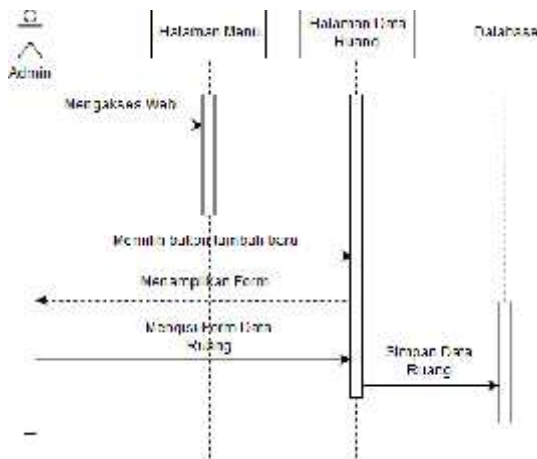 Halaman Menu
Halaman Data
Ruang
Database
Admin
Mengakses Web
Memilih button tambah baru
Menampilkan Form
Mengisi Form Data
Ruang
Simpan Data
Ruang